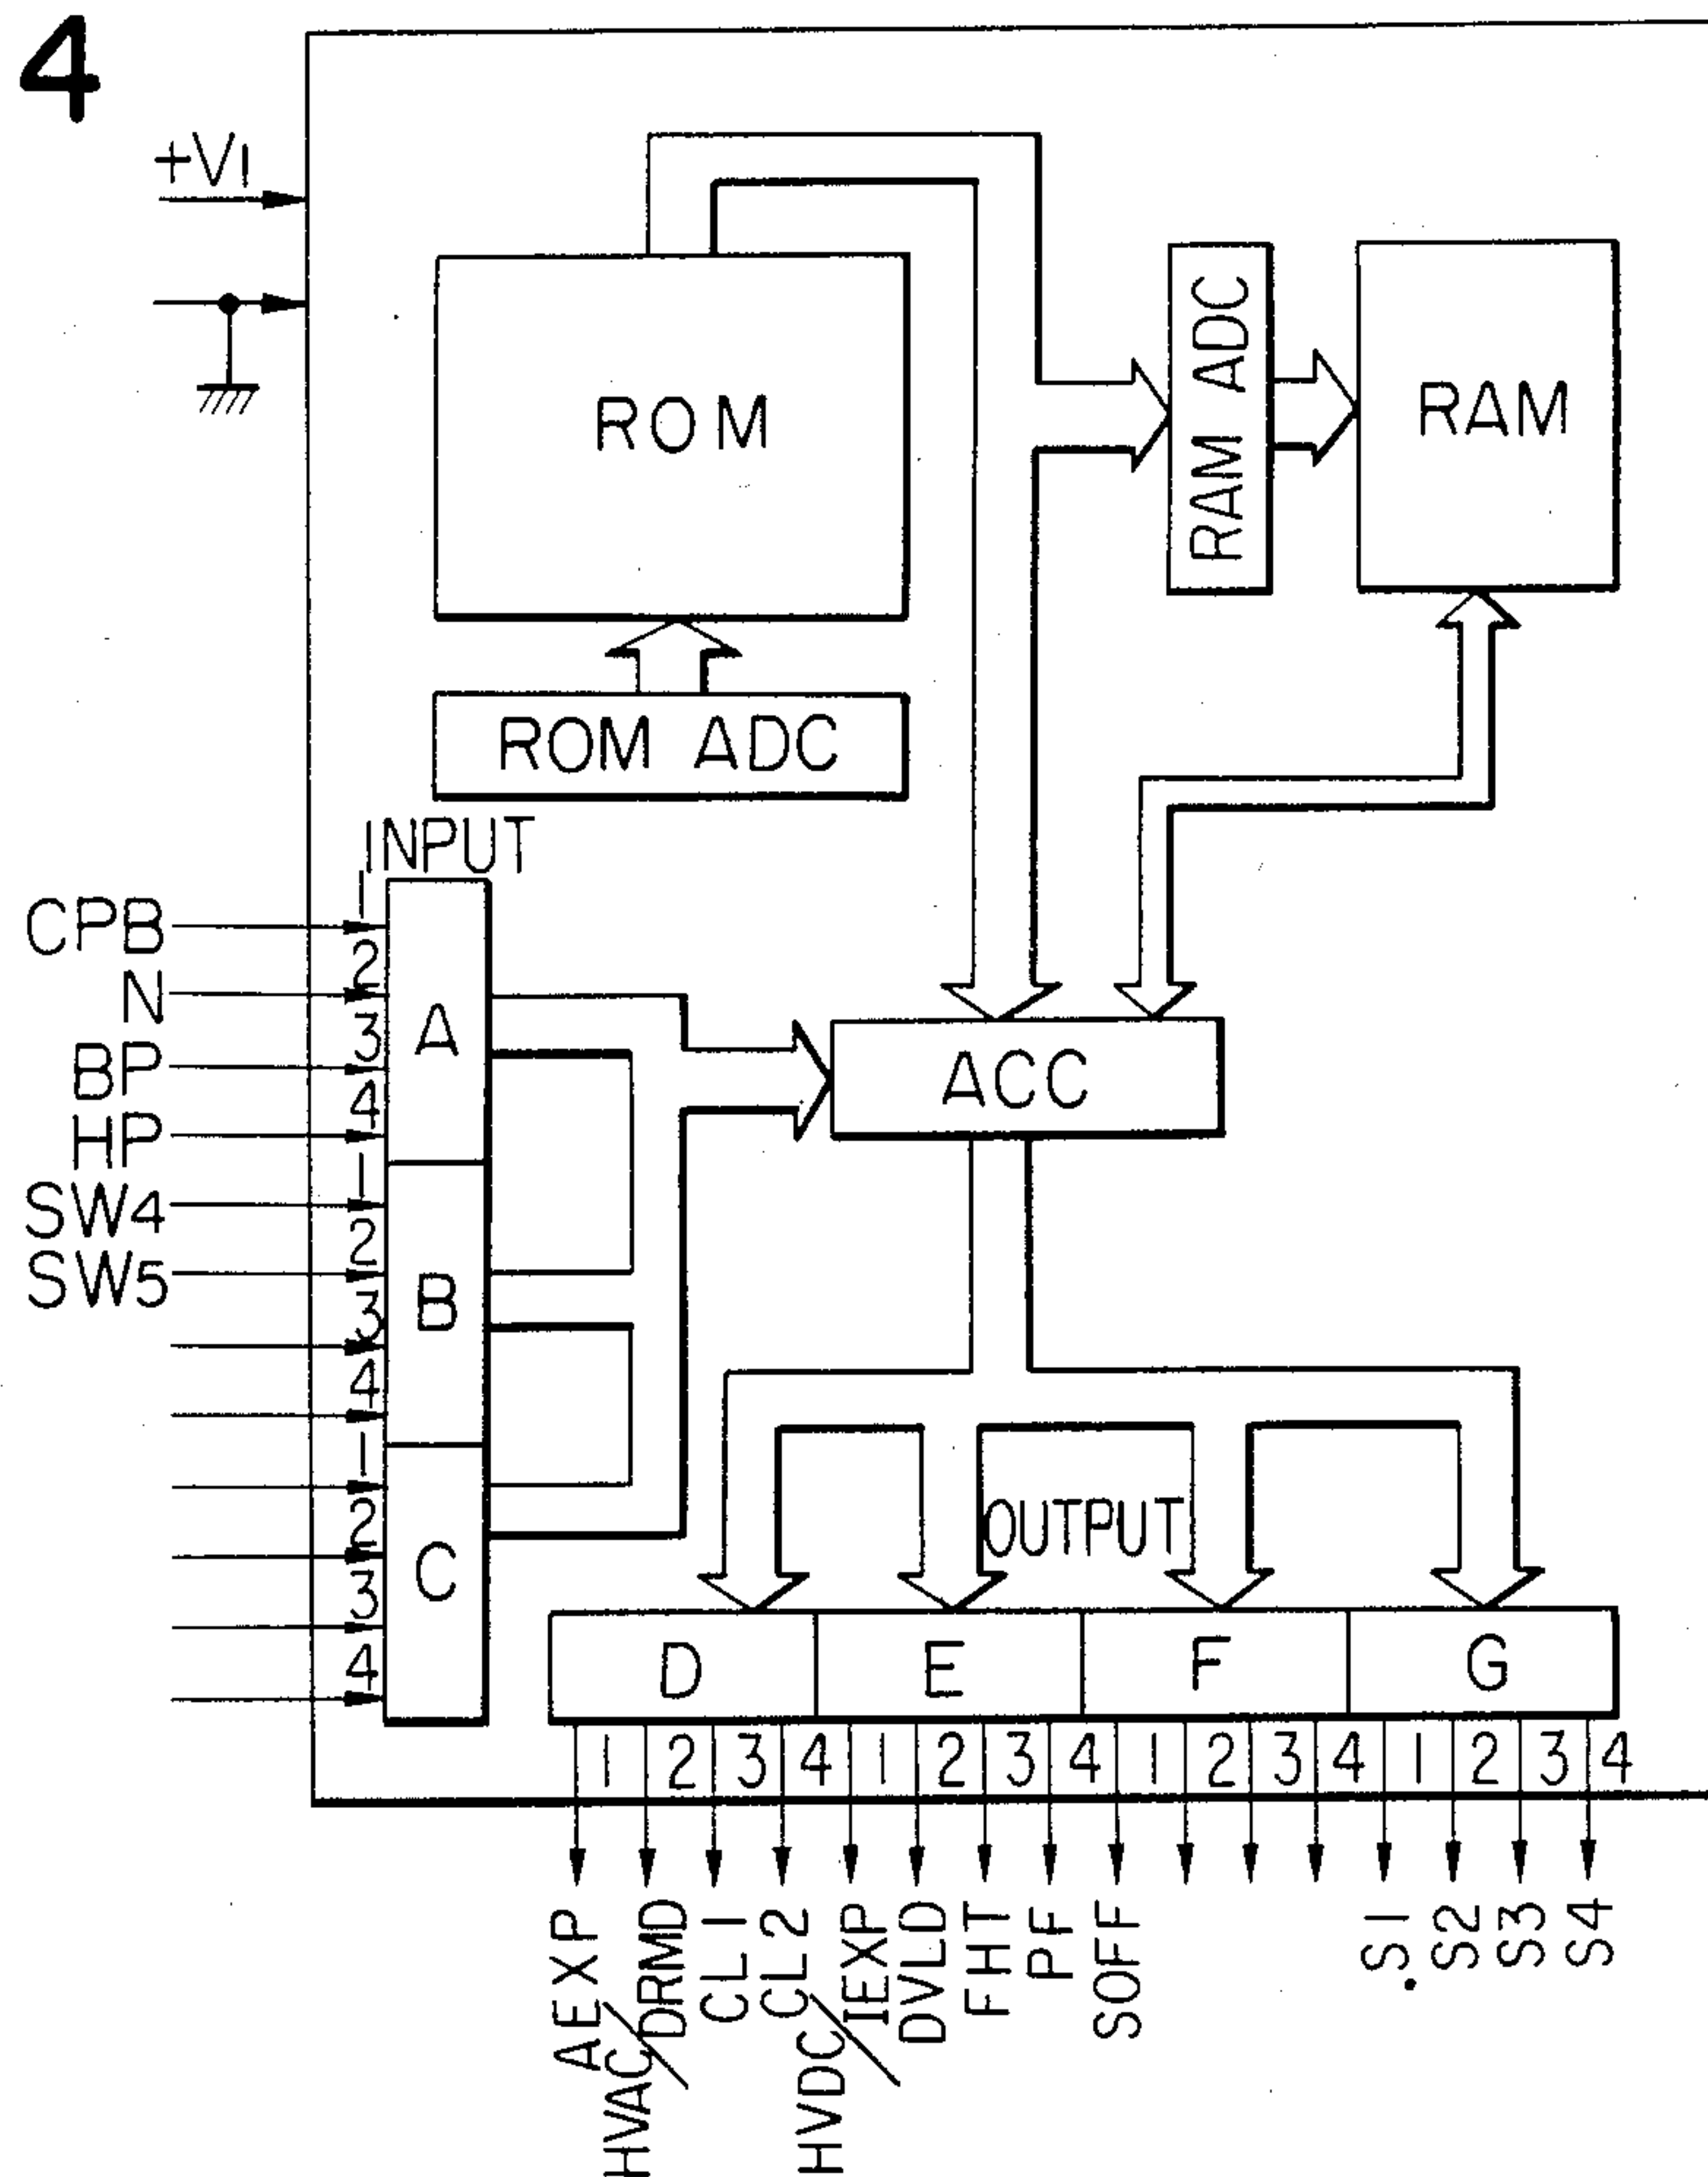 4
+V1
ROM
RAM ADC
RAM
ROM ADC
INPUT
CPB
1
N
2
BP
3
HP
4
A
SW4
1
SW5
2
3
4
B
1
2
3
4
C
ACC
OUTPUT
D
E
F
G
1 2 3 4 1 2 3 4 1 2 3 4 1 2 3 4
AEXP
HVAC/DRMD
CL1
CL2
HVDC/IEXP
DVLD
FHT
PF
SOFF
S1
S2
S3
S4